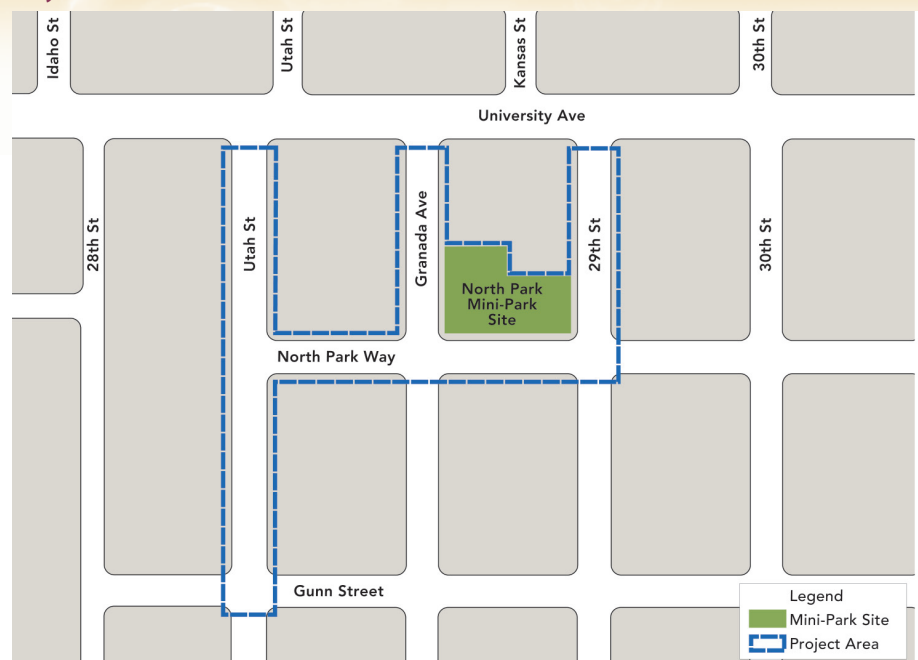 Idaho St
Utah St
Kansas St
30th St
University Ave
28th St
Utah St
Granada Ave
29th St
30th St
North Park
Mini-Park
Site
North Park Way
Gunn Street
Legend
Mini-Park Site
Project Area